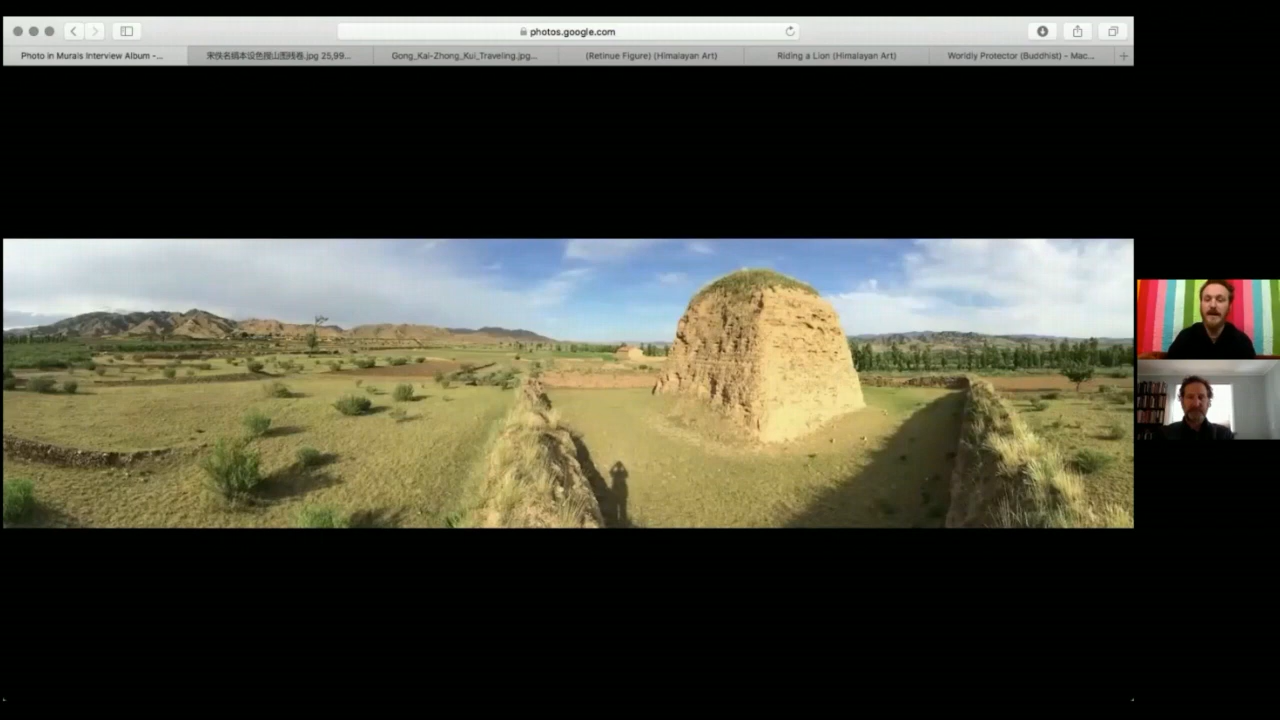 photos.google.com
Photo in Murals Interview Album –...
宋佚名绢本设色搜山图残卷.jpg 25,99...
Gong_Kai-Zhong_Kui_Traveling.jpg...
(Retinue Figure) (Himalayan Art)
Riding a Lion (Himalayan Art)
Worldly Protector (Buddhist) – Mac...